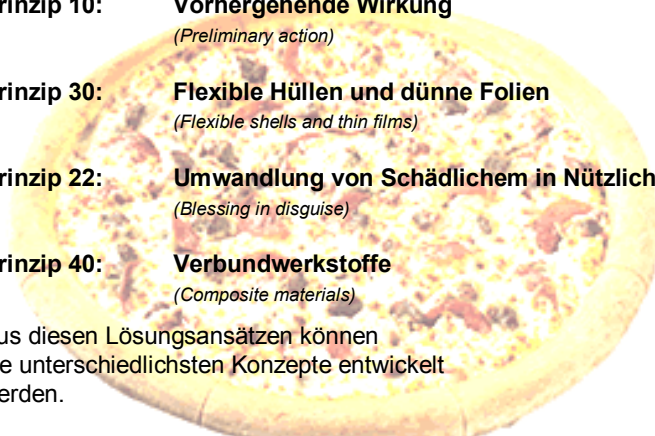 rinzip 10: Vorhergehende Wirkung
(Preliminary action)
rinzip 30: Flexible Hüllen und dünne Folien
(Flexible shells and thin films)
rinzip 22: Umwandlung von Schädlichem in Nützlich
(Blessing in disguise)
rinzip 40: Verbundwerkstoffe
(Composite materials)
us diesen Lösungsansätzen können
e unterschiedlichsten Konzepte entwickelt
erden.